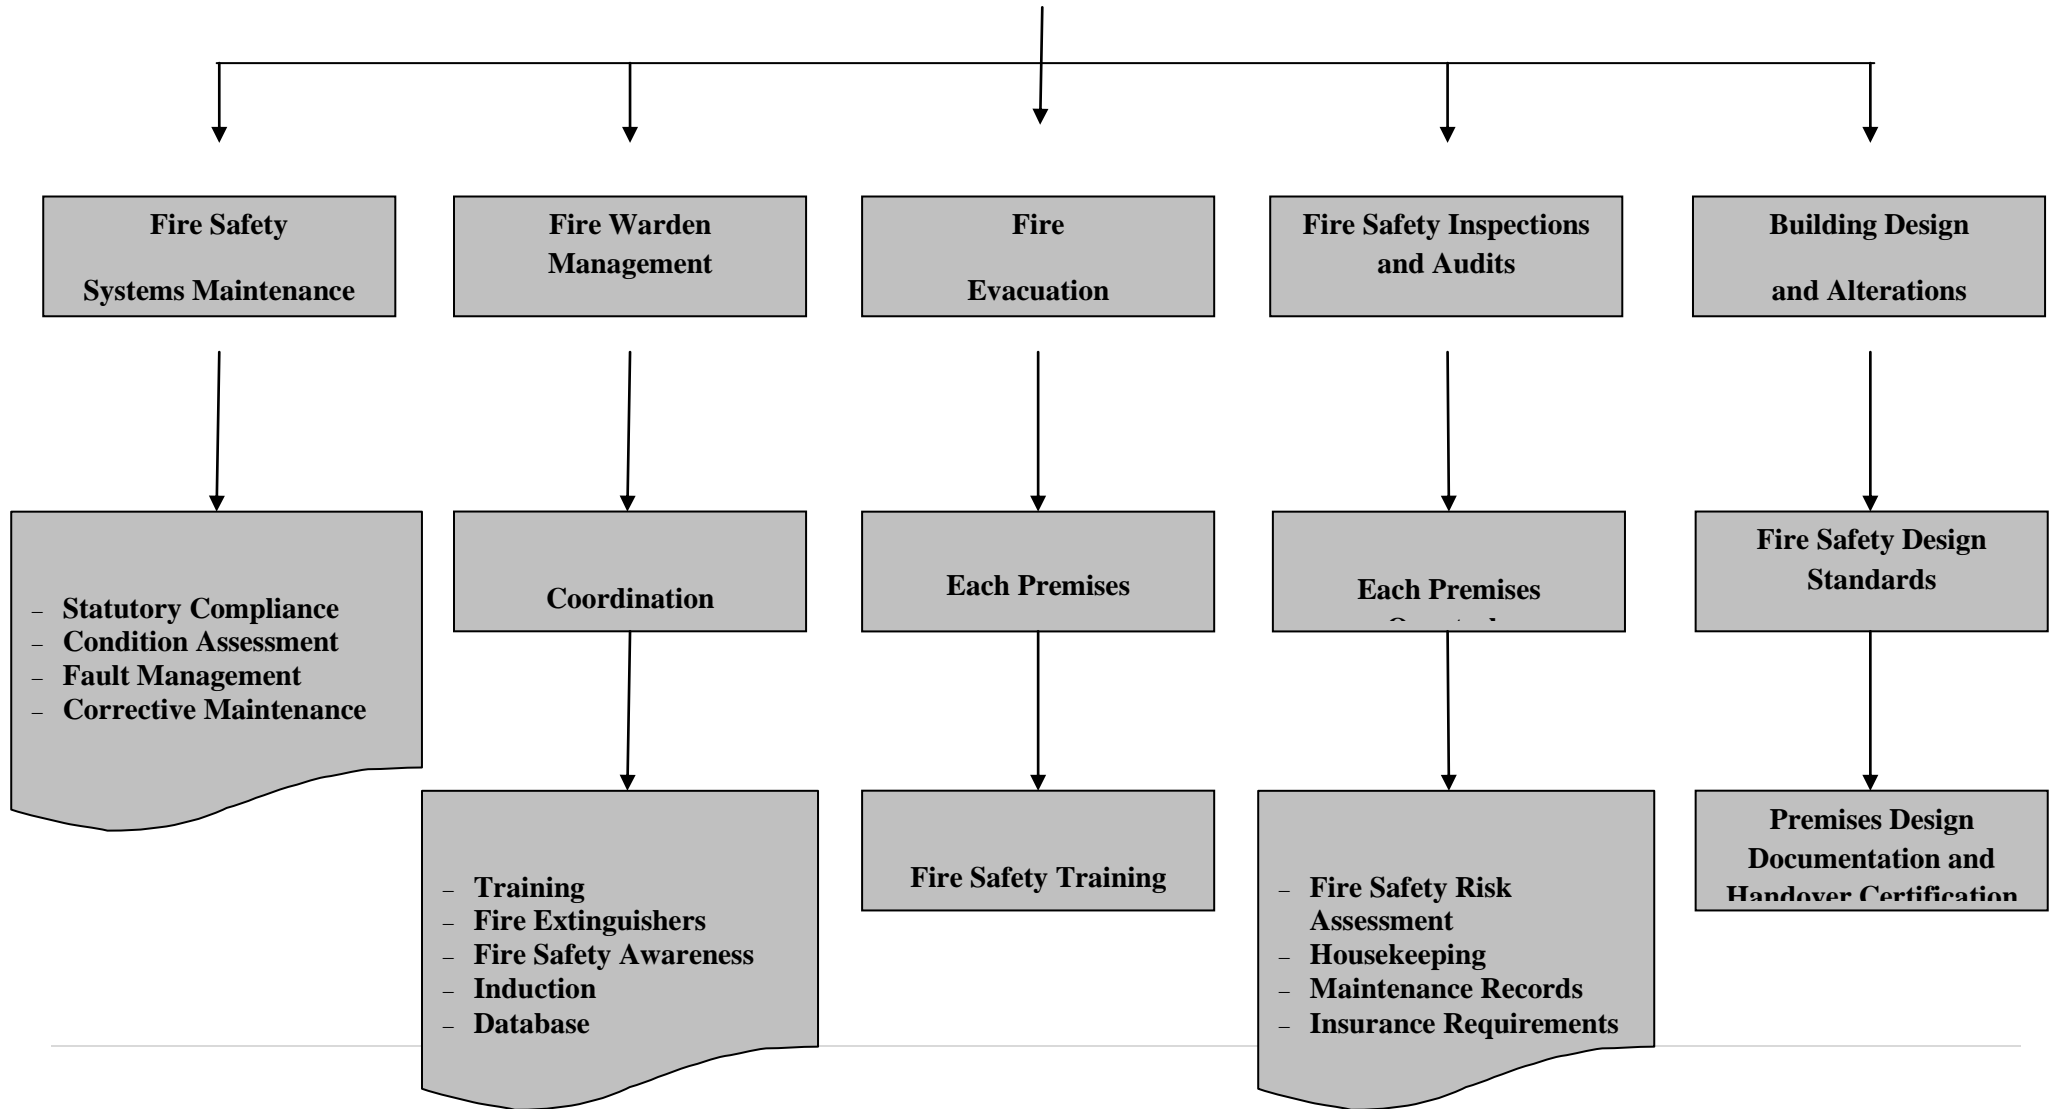 Fire Safety
Systems Maintenance
Fire Warden
Management
Fire
Evacuation
Fire Safety Inspections
and Audits
Building Design
and Alterations
– Statutory Compliance
– Condition Assessment
– Fault Management
– Corrective Maintenance
Coordination
Each Premises
Each Premises
Fire Safety Design
Standards
– Training
– Fire Extinguishers
– Fire Safety Awareness
– Induction
– Database
Fire Safety Training
– Fire Safety Risk
Assessment
– Housekeeping
– Maintenance Records
– Insurance Requirements
Premises Design
Documentation and
Handover Certification